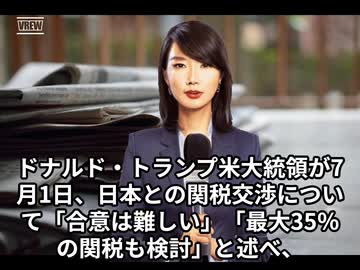 VREW
ドナルド・トランプ米大統領が7
月1日、日本との関税交渉につい
て「合意は難しい」「最大35%
の関税も検討」と述べ、